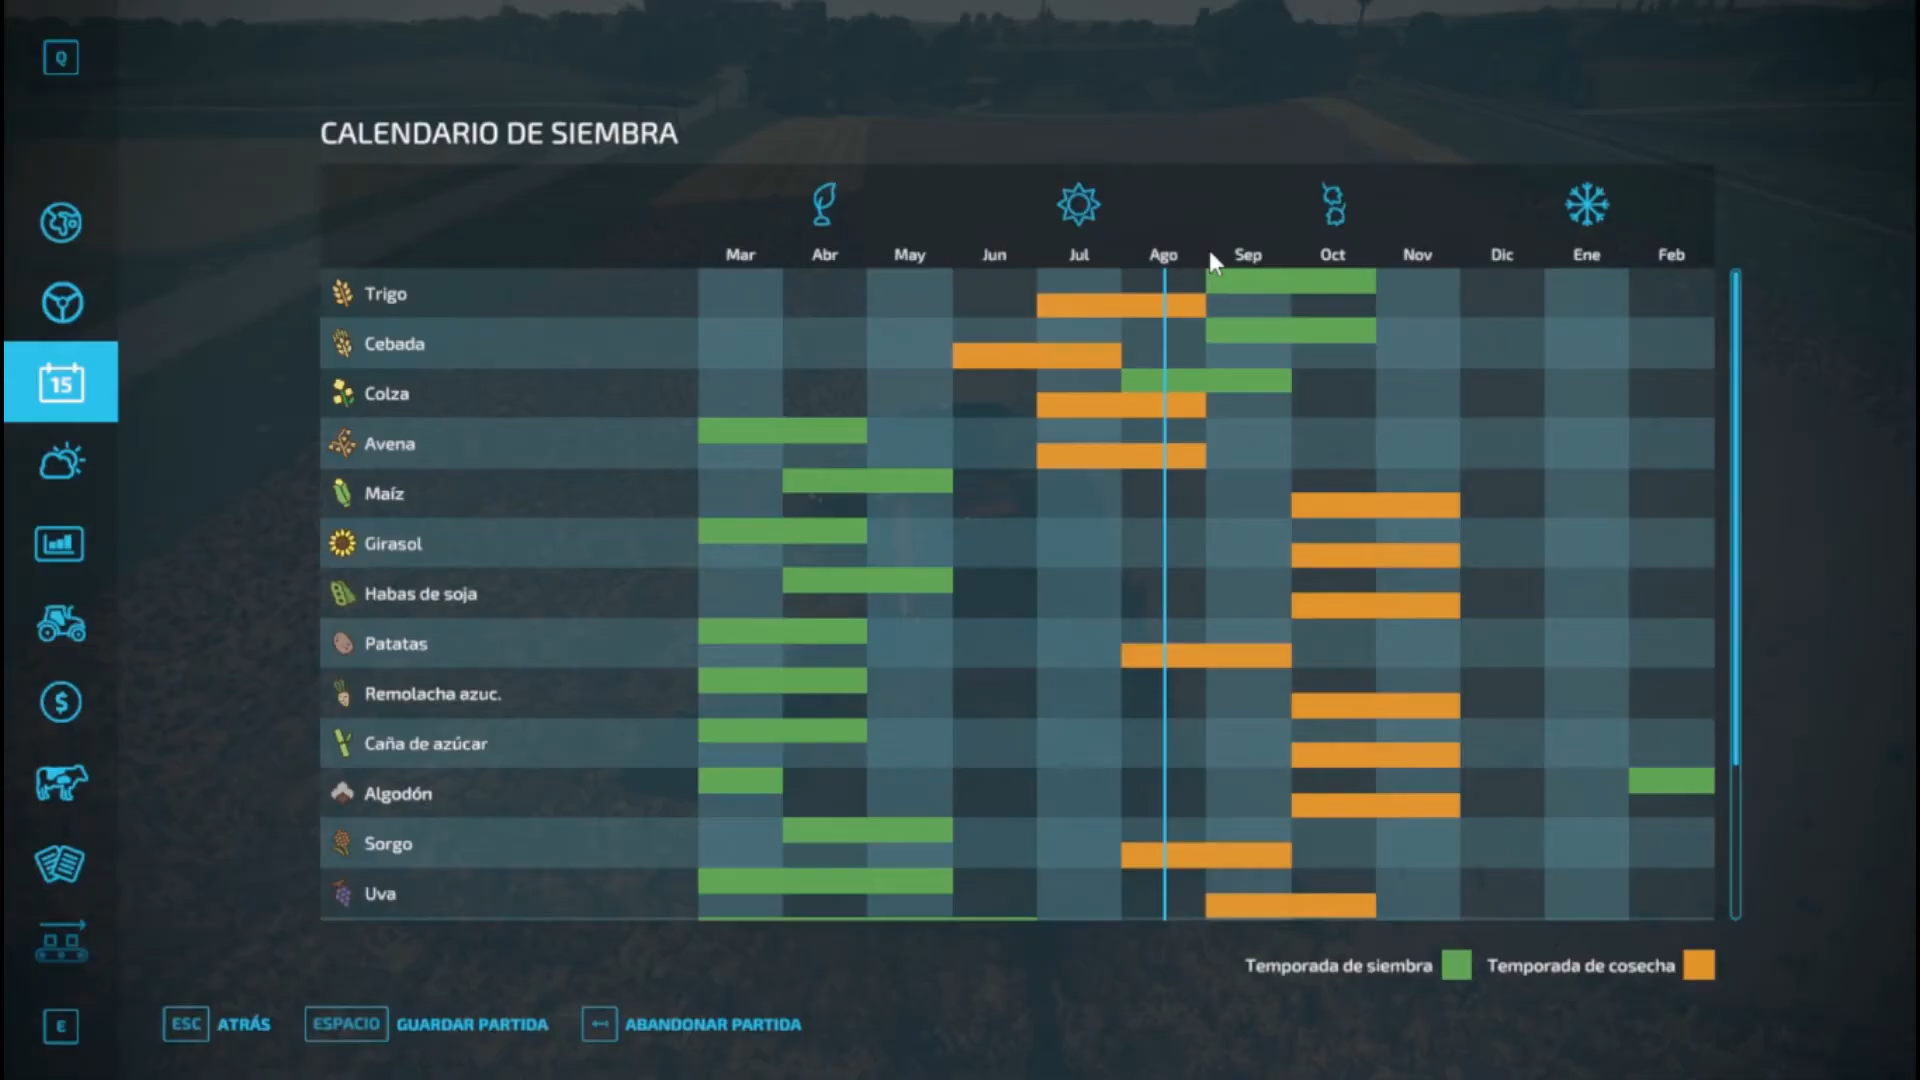 Q
CALENDARIO DE SIEMBRA
Mar Abr May Jun Jul Ago Sep Oct Nov Dic Ene Feb
Trigo
Cebada
Colza
15
Avena
Maíz
Girasol
Habas de soja
Patatas
Remolacha azuc.
$
Caña de azúcar
Algodón
Sorgo
Uva
Temporada de siembra Temporada de cosecha
E
ESC ATRÁS ESPACIO GUARDAR PARTIDA ABANDONAR PARTIDA